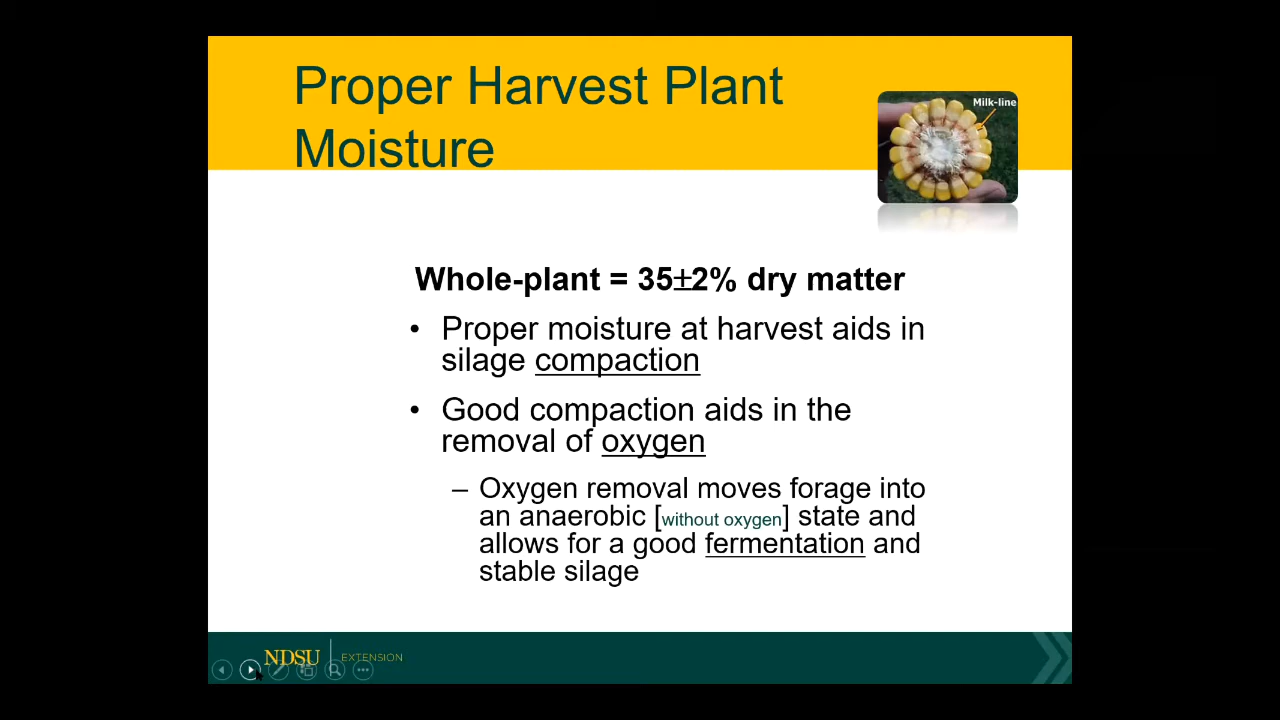 Proper Harvest Plant
Moisture
Milk-line
Whole-plant = 35±2% dry matter
• Proper moisture at harvest aids in
silage compaction
• Good compaction aids in the
removal of oxygen
– Oxygen removal moves forage into
an anaerobic [without oxygen] state and
allows for a good fermentation and
stable silage
NDSU EXTENSION